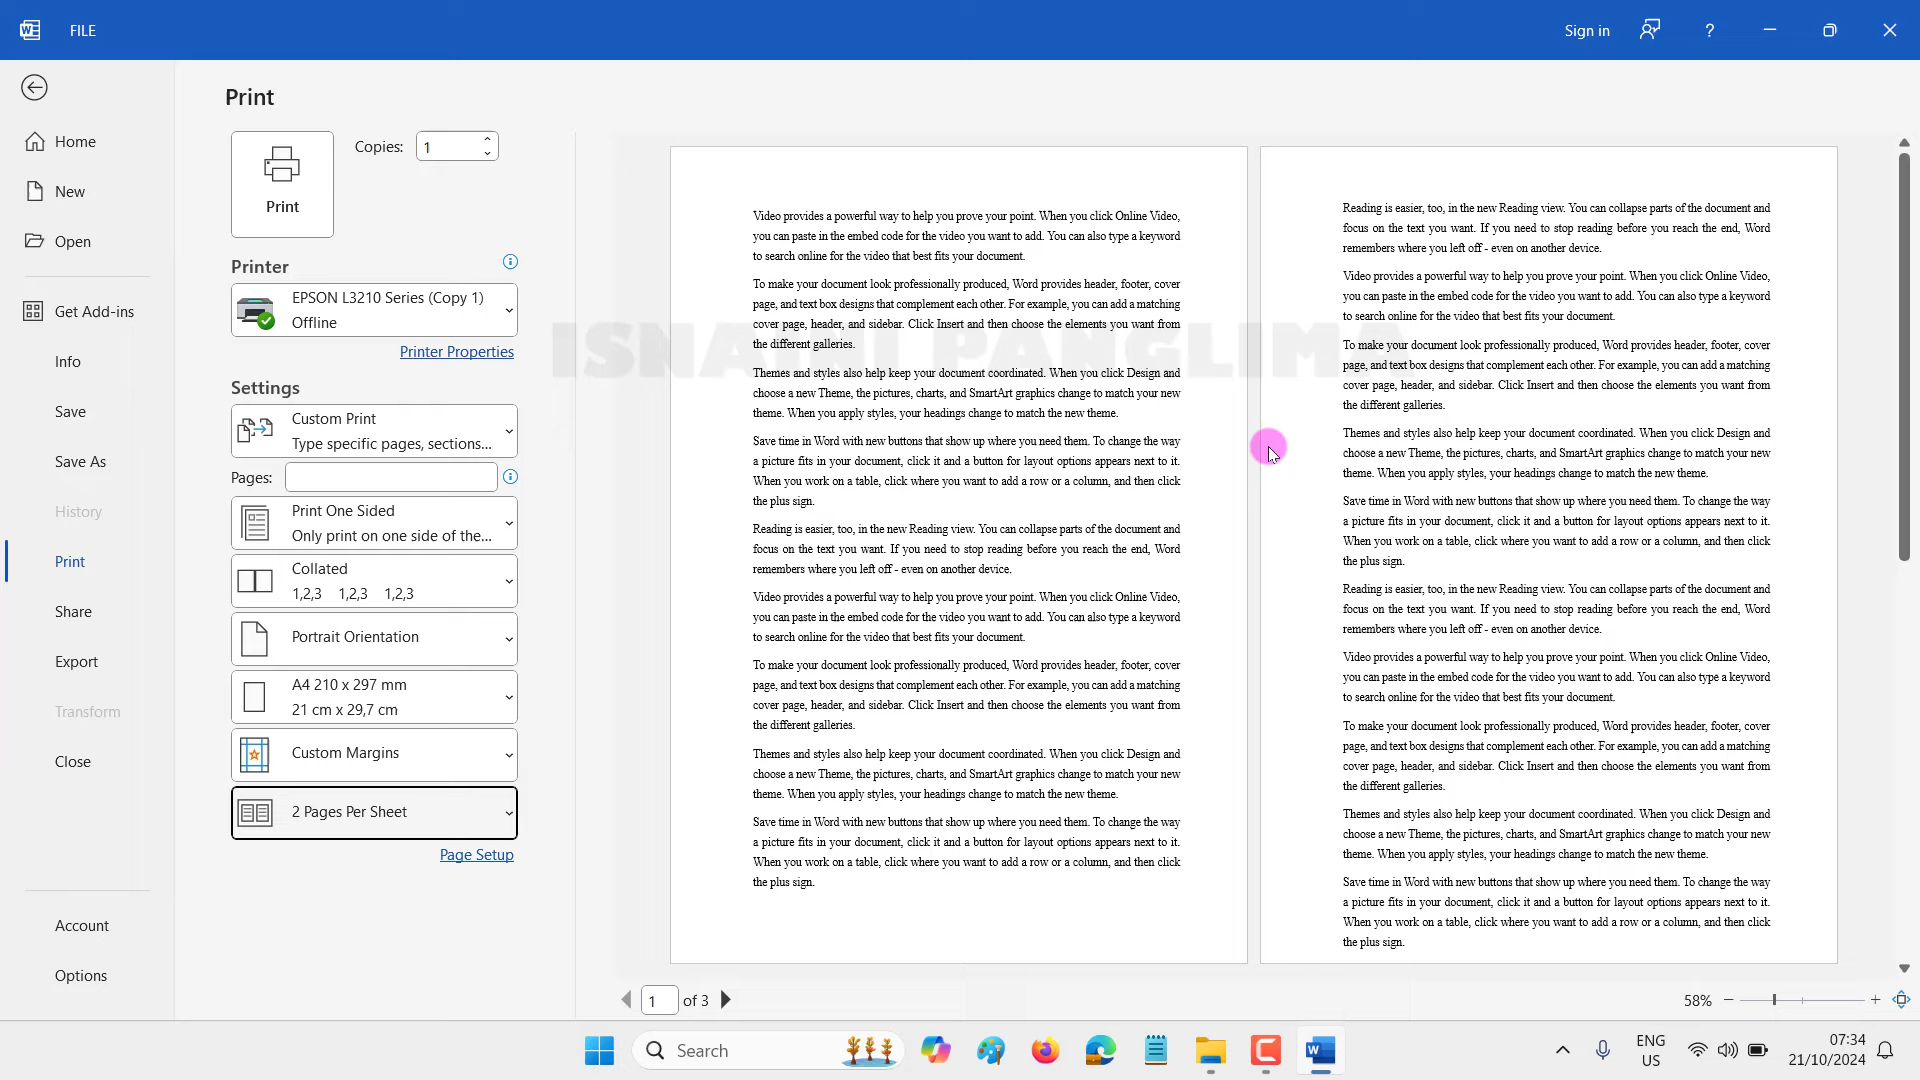 FILE
Sign in
?
Print
Home
New
Open
Get Add-ins
Info
Save
Save As
History
Print
Share
Export
Transform
Close
Account
Options
Print
Copies: 1
Printer
EPSON L3210 Series (Copy 1)
Offline
Printer Properties
Settings
Custom Print
Type specific pages, sections...
Pages:
Print One Sided
Only print on one side of the...
Collated
1,2,3 1,2,3 1,2,3
Portrait Orientation
A4 210 x 297 mm
21 cm x 29,7 cm
Custom Margins
2 Pages Per Sheet
Page Setup
Video provides a powerful way to help you prove your point. When you click Online Video,
you can paste in the embed code for the video you want to add. You can also type a keyword
to search online for the video that best fits your document.
To make your document look professionally produced, Word provides header, footer, cover
page, and text box designs that complement each other. For example, you can add a matching
cover page, header, and sidebar. Click Insert and then choose the elements you want from
the different galleries.
Themes and styles also help keep your document coordinated. When you click Design and
choose a new Theme, the pictures, charts, and SmartArt graphics change to match your new
theme. When you apply styles, your headings change to match the new theme.
Save time in Word with new buttons that show up where you need them. To change the way
a picture fits in your document, click it and a button for layout options appears next to it.
When you work on a table, click where you want to add a row or a column, and then click
the plus sign.
Reading is easier, too, in the new Reading view. You can collapse parts of the document and
focus on the text you want. If you need to stop reading before you reach the end, Word
remembers where you left off - even on another device.
Video provides a powerful way to help you prove your point. When you click Online Video,
you can paste in the embed code for the video you want to add. You can also type a keyword
to search online for the video that best fits your document.
To make your document look professionally produced, Word provides header, footer, cover
page, and text box designs that complement each other. For example, you can add a matching
cover page, header, and sidebar. Click Insert and then choose the elements you want from
the different galleries.
Themes and styles also help keep your document coordinated. When you click Design and
choose a new Theme, the pictures, charts, and SmartArt graphics change to match your new
theme. When you apply styles, your headings change to match the new theme.
Save time in Word with new buttons that show up where you need them. To change the way
a picture fits in your document, click it and a button for layout options appears next to it.
When you work on a table, click where you want to add a row or a column, and then click
the plus sign.
Reading is easier, too, in the new Reading view. You can collapse parts of the document and
focus on the text you want. If you need to stop reading before you reach the end, Word
remembers where you left off - even on another device.
Video provides a powerful way to help you prove your point. When you click Online Video,
you can paste in the embed code for the video you want to add. You can also type a keyword
to search online for the video that best fits your document.
To make your document look professionally produced, Word provides header, footer, cover
page, and text box designs that complement each other. For example, you can add a matching
cover page, header, and sidebar. Click Insert and then choose the elements you want from
the different galleries.
Themes and styles also help keep your document coordinated. When you click Design and
choose a new Theme, the pictures, charts, and SmartArt graphics change to match your new
theme. When you apply styles, your headings change to match the new theme.
Save time in Word with new buttons that show up where you need them. To change the way
a picture fits in your document, click it and a button for layout options appears next to it.
When you work on a table, click where you want to add a row or a column, and then click
the plus sign.
Reading is easier, too, in the new Reading view. You can collapse parts of the document and
focus on the text you want. If you need to stop reading before you reach the end, Word
remembers where you left off - even on another device.
Video provides a powerful way to help you prove your point. When you click Online Video,
you can paste in the embed code for the video you want to add. You can also type a keyword
to search online for the video that best fits your document.
To make your document look professionally produced, Word provides header, footer, cover
page, and text box designs that complement each other. For example, you can add a matching
cover page, header, and sidebar. Click Insert and then choose the elements you want from
the different galleries.
Themes and styles also help keep your document coordinated. When you click Design and
choose a new Theme, the pictures, charts, and SmartArt graphics change to match your new
theme. When you apply styles, your headings change to match the new theme.
Save time in Word with new buttons that show up where you need them. To change the way
a picture fits in your document, click it and a button for layout options appears next to it.
When you work on a table, click where you want to add a row or a column, and then click
the plus sign.
ISNAINI PANGLIMA
1 of 3
58%
Search
ENG
US
07:34
21/10/2024